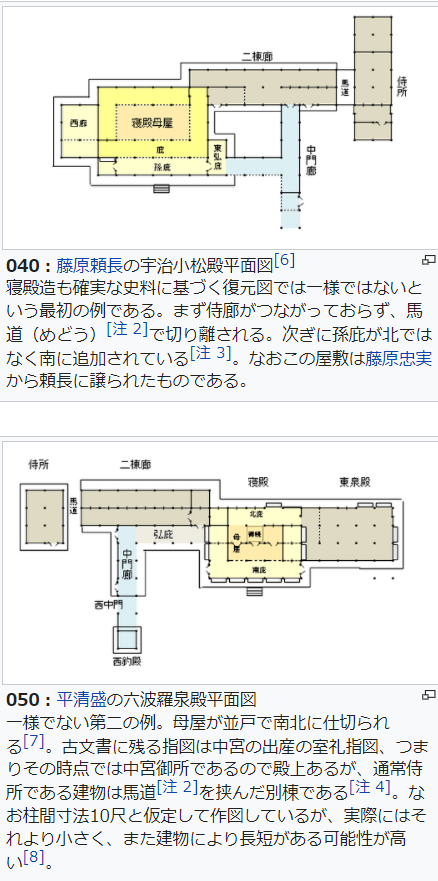 二棟廊
馬道
侍所
西廊
寝殿母屋
庇
孫庇
東弘庇
中門廊
040：藤原頼長の宇治小松殿平面図[6]
寝殿造も確実な史料に基づく復元図では一様ではないと
いう最初の例である。まず侍廊がつながっておらず、馬
道（めどう）[注 2]で切り離される。次ぎに孫庇が北では
なく南に追加されている[注 3]。なおこの屋敷は藤原忠実
から頼長に譲られたものである。
侍所
二棟廊
寝殿
東泉殿
馬道
北庇
母屋
弘庇
中門廊
南庇
西中門
西釣殿
050：平清盛の六波羅泉殿平面図
一様でない第二の例。母屋が並戸で南北に仕切られ
る[7]。古文書に残る指図は中宮の出産の室礼指図、つま
りその時点では中宮御所であるので殿上あるが、通常侍
所である建物は馬道[注 2]を挟んだ別棟である[注 4]。な
お柱間寸法10尺と仮定して作図しているが、実際にはそ
れより小さく、また建物により長短がある可能性が高
い[8]。